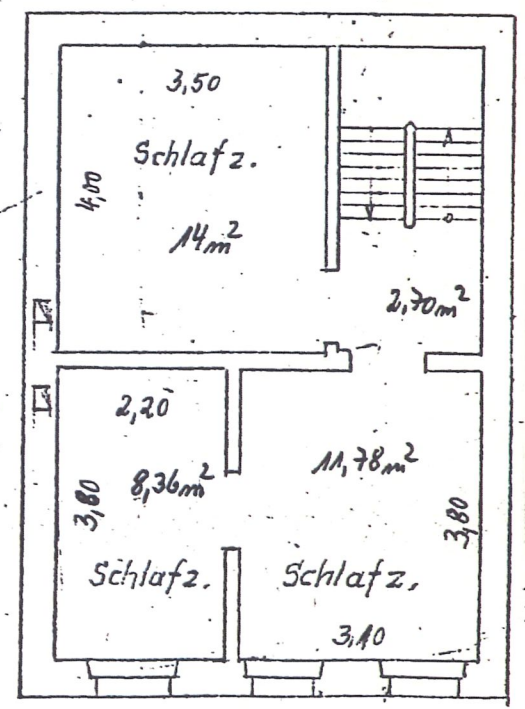 3,50
Schlafz.
4,00
14m²
2,70m²
2,20
11,78m²
8,36m²
3,80
3,80
Schlafz.
Schlafz.
3,10